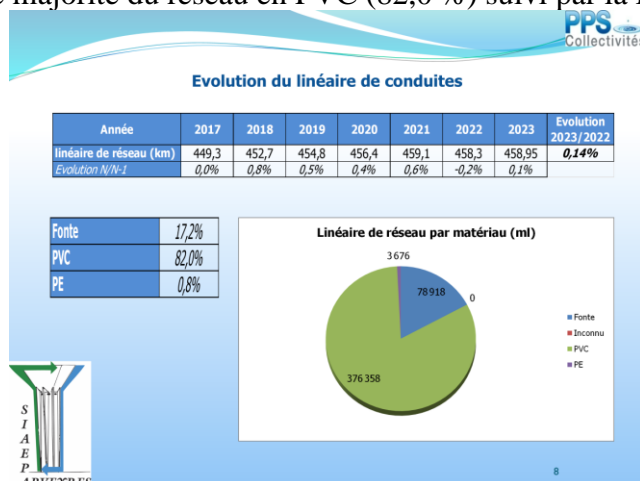 majorité du réseau en PVC (82,0 %) suivi par la
PPS
Collectivités
Evolution du linéaire de conduites
Année 2017 2018 2019 2020 2021 2022 2023 Evolution 2023/2022
linéaire de réseau (km) 449,3 452,7 454,8 456,4 459,1 458,3 458,95 0,14%
Evolution N/N-1 0,0% 0,8% 0,5% 0,4% 0,6% -0,2% 0,1%
Fonte 17,2%
PVC 82,0%
PE 0,8%
Linéaire de réseau par matériau (ml)
3 676
78 918
0
376 358
Fonte
Inconnu
PVC
PE
S
I
A
E
P
8